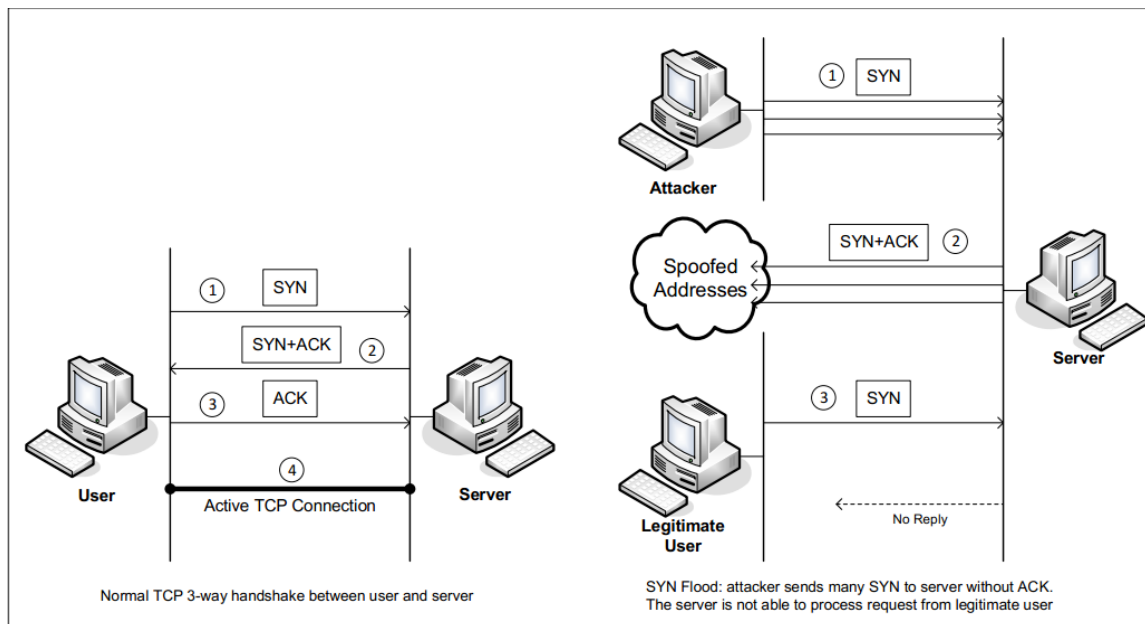 1 SYN
SYN+ACK 2
3 ACK
4
Active TCP Connection
User
Server
Normal TCP 3-way handshake between user and server
1 SYN
Attacker
SYN+ACK 2
Spoofed
Addresses
Server
3 SYN
Legitimate
User
No Reply
SYN Flood: attacker sends many SYN to server without ACK.
The server is not able to process request from legitimate user